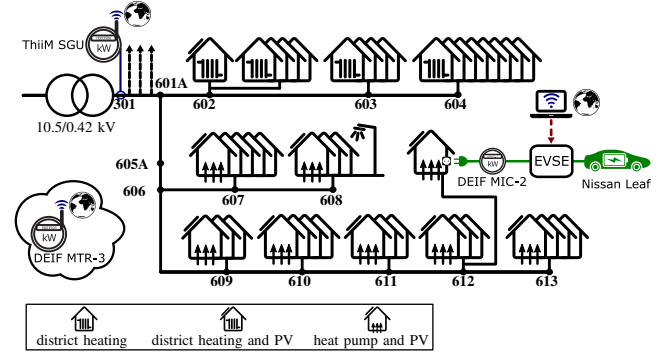 ThiiM SGU
kW
601A
301
602
603
604
10.5/0.42 kV
605A
606
607
608
DEIF MIC-2
kW
EVSE
Nissan Leaf
kW
DEIF MTR-3
609
610
611
612
613
district heating
district heating and PV
heat pump and PV